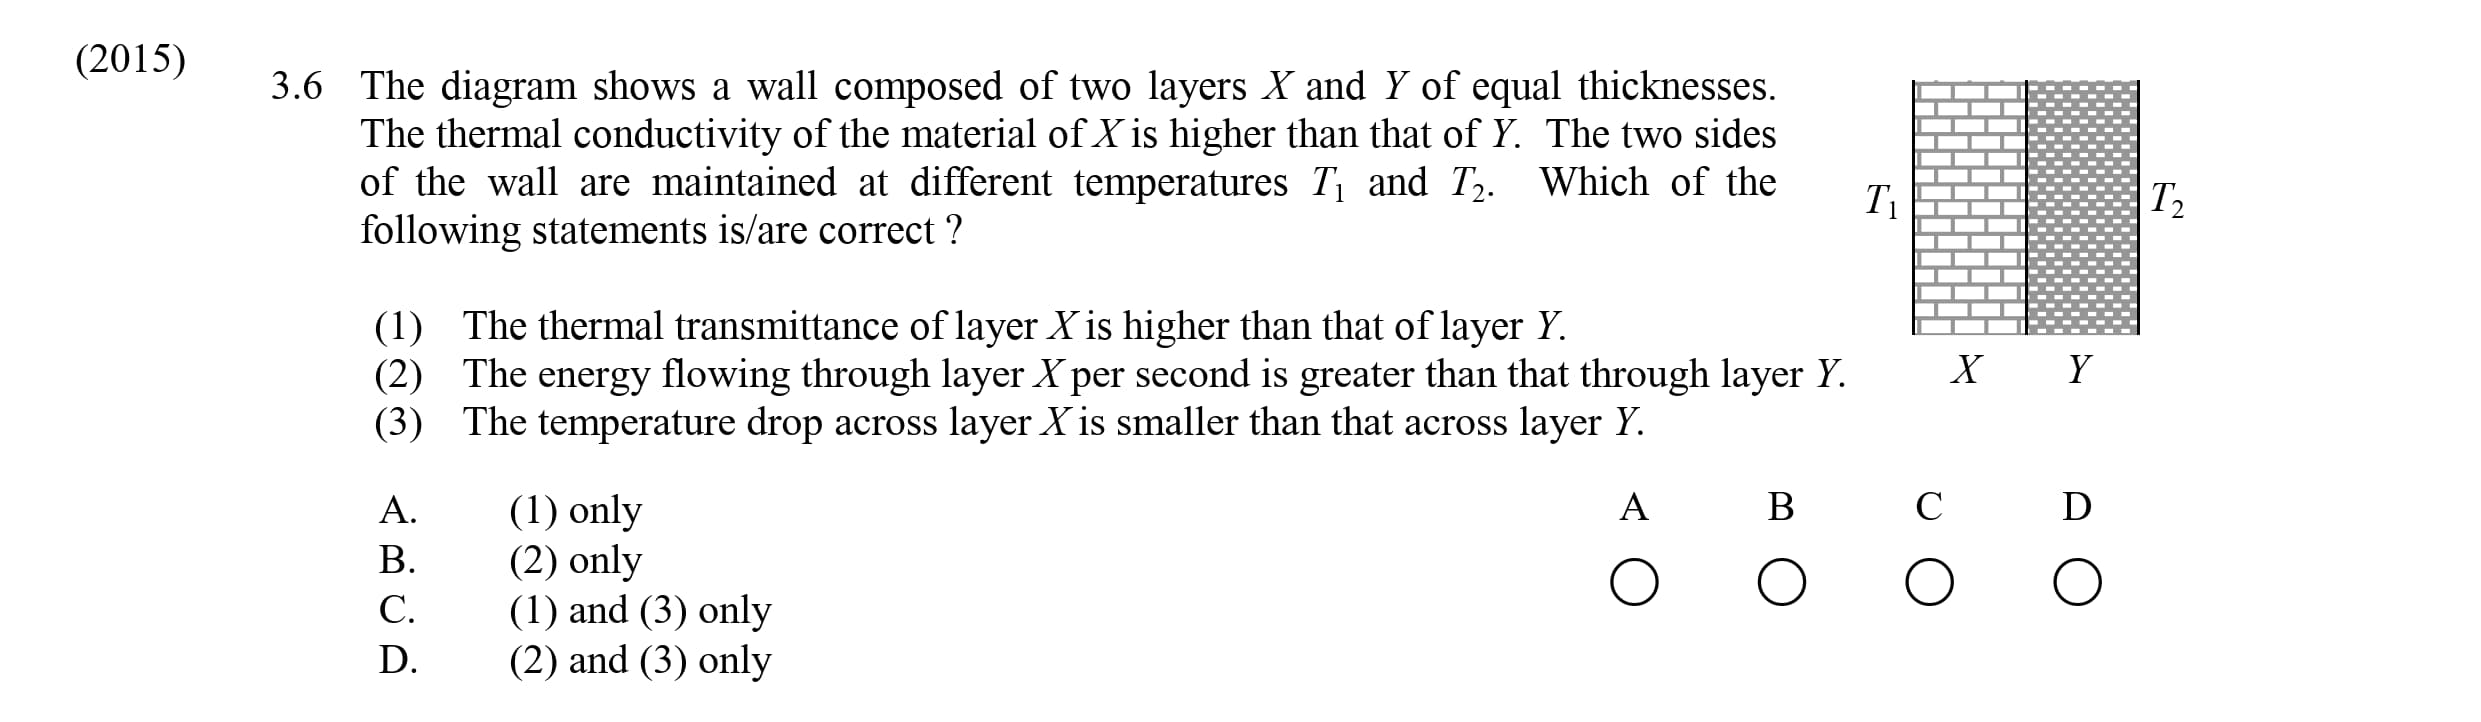 (2015)
3.6 The diagram shows a wall composed of two layers X and Y of equal thicknesses.
The thermal conductivity of the material of X is higher than that of Y. The two sides
of the wall are maintained at different temperatures T₁ and T₂. Which of the
following statements is/are correct ?
T₁
T₂
X Y
(1) The thermal transmittance of layer X is higher than that of layer Y.
(2) The energy flowing through layer X per second is greater than that through layer Y.
(3) The temperature drop across layer X is smaller than that across layer Y.
A. (1) only
B. (2) only
C. (1) and (3) only
D. (2) and (3) only
A B C D